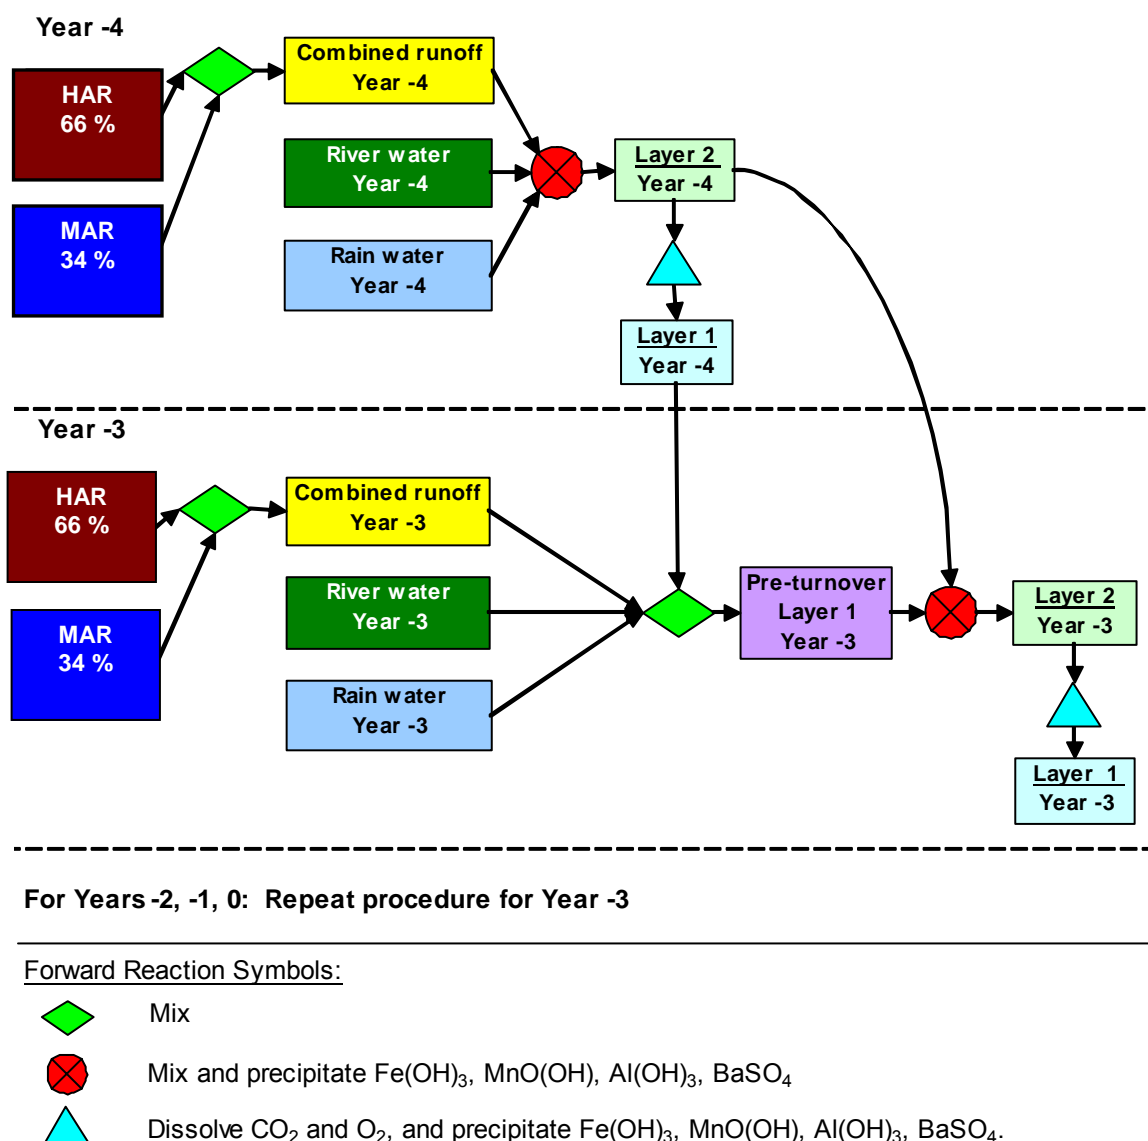 Year -4
HAR
66 %
MAR
34 %
Combined runoff
Year -4
River water
Year -4
Rain water
Year -4
Layer 2
Year -4
Layer 1
Year -4
Year -3
HAR
66 %
MAR
34 %
Combined runoff
Year -3
River water
Year -3
Rain water
Year -3
Pre-turnover
Layer 1
Year -3
Layer 2
Year -3
Layer 1
Year -3
For Years -2, -1, 0: Repeat procedure for Year -3
Forward Reaction Symbols:
Mix
Mix and precipitate Fe(OH)₃, MnO(OH), Al(OH)₃, BaSO₄
Dissolve CO₂ and O₂, and precipitate Fe(OH)₃, MnO(OH), Al(OH)₃, BaSO₄.